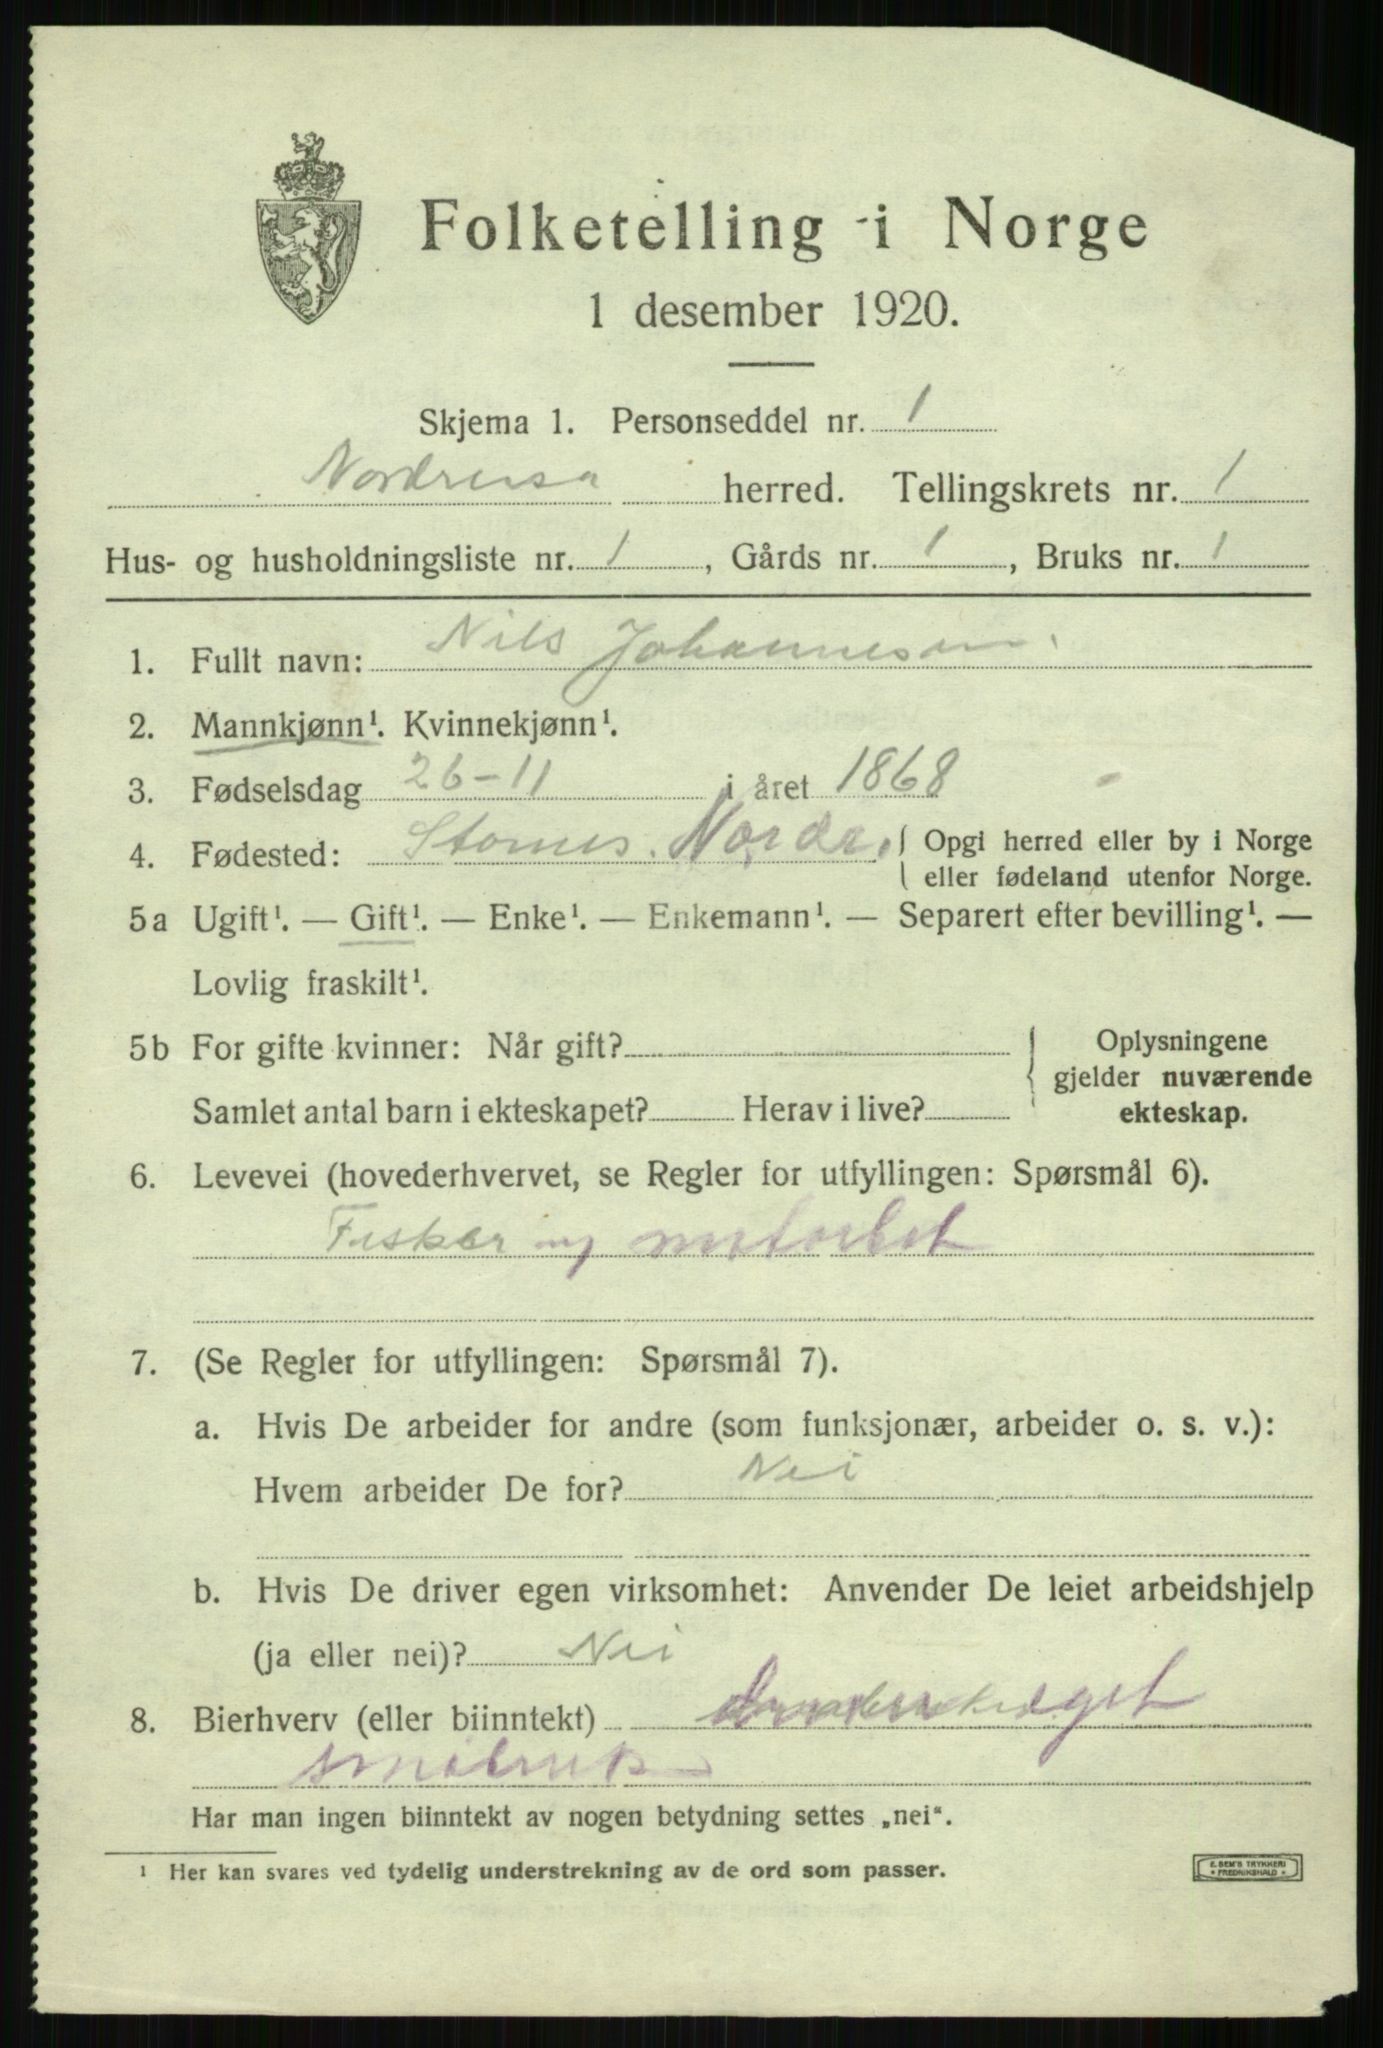 Folketelling i Norge
1 desember 1920.
Skjema 1. Personseddel nr. 1
Nordreisa herred. Tellingskrets nr. 1
Hus- og husholdningsliste nr. 1, Gårds nr. 1, Bruks nr. 1
1. Fullt navn: Nils Johannesen
2. Mannkjønn¹. Kvinnekjønn¹.
3. Fødselsdag 26-11 i året 1868
4. Fødested: Nordr. { Opgi herred eller by i Norge
eller fødeland utenfor Norge.
5a Ugift¹. — Gift¹. — Enke¹. — Enkemann¹. — Separert efter bevilling¹. —
Lovlig fraskilt¹.
5b For gifte kvinner: Når gift? { Oplysningene
gjelder nuværende
Samlet antal barn i ekteskapet? Herav i live? ekteskap.
6. Levevei (hovederhvervet, se Regler for utfyllingen: Spørsmål 6).
Fisker
7. (Se Regler for utfyllingen: Spørsmål 7).
a. Hvis De arbeider for andre (som funksjonær, arbeider o. s. v.):
Hvem arbeider De for? Nei
b. Hvis De driver egen virksomhet: Anvender De leiet arbeidshjelp
(ja eller nei)? Nei
8. Bierhverv (eller biinntekt) eget
småbruk
Har man ingen biinntekt av nogen betydning settes „nei“.
¹ Her kan svares ved tydelig understrekning av de ord som passer.
E. SEM'S TRYKKERI
* FREDRIKSHALD *